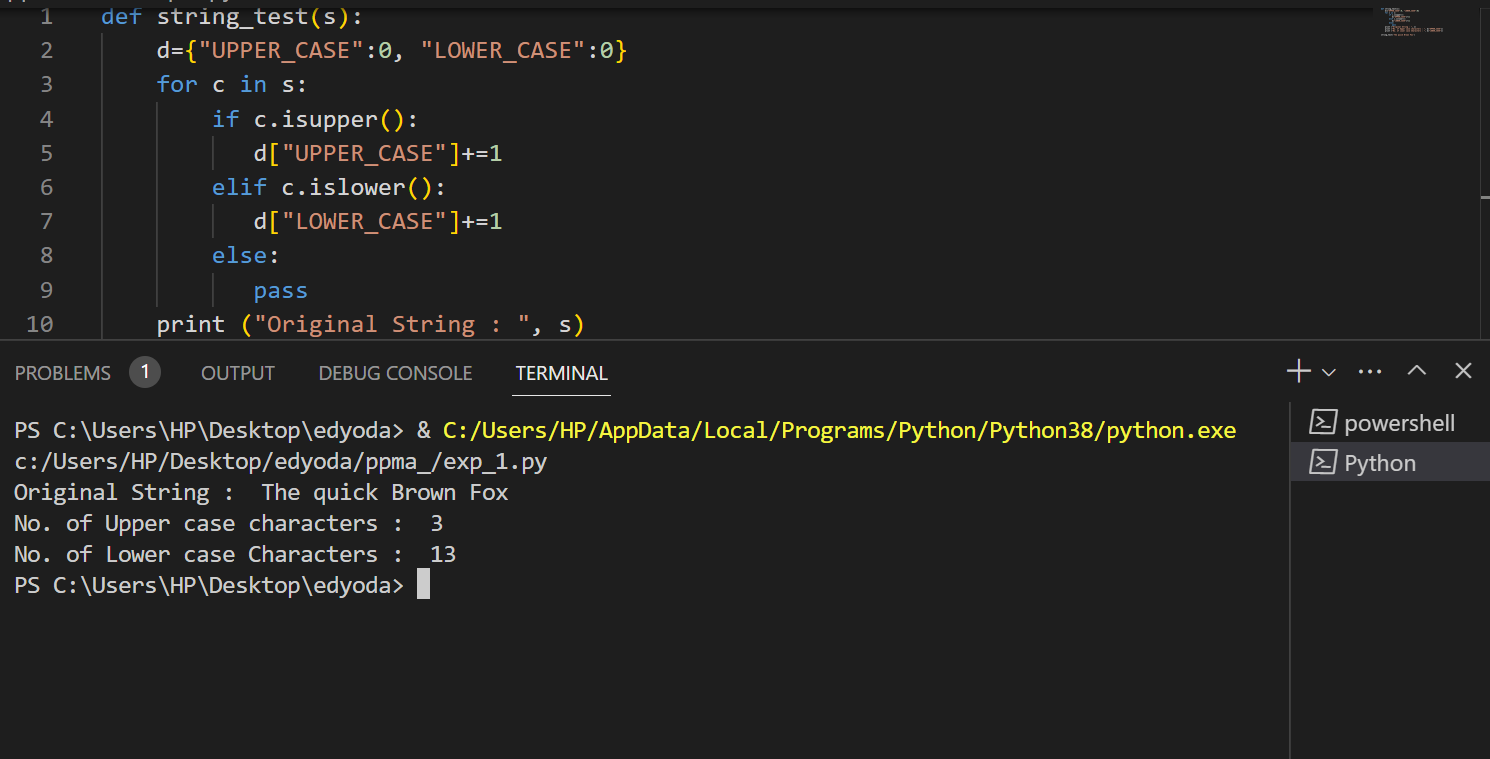 1 def string_test(s):
2 d={"UPPER_CASE":0, "LOWER_CASE":0}
3 for c in s:
4 if c.isupper():
5 d["UPPER_CASE"]+=1
6 elif c.islower():
7 d["LOWER_CASE"]+=1
8 else:
9 pass
10 print ("Original String : ", s)
PROBLEMS 1 OUTPUT DEBUG CONSOLE TERMINAL
PS C:\Users\HP\Desktop\edyoda> & C:/Users/HP/AppData/Local/Programs/Python/Python38/python.exe
c:/Users/HP/Desktop/edyoda/ppma_/exp_1.py
Original String :  The quick Brown Fox
No. of Upper case characters :  3
No. of Lower case Characters :  13
PS C:\Users\HP\Desktop\edyoda>
powershell
Python